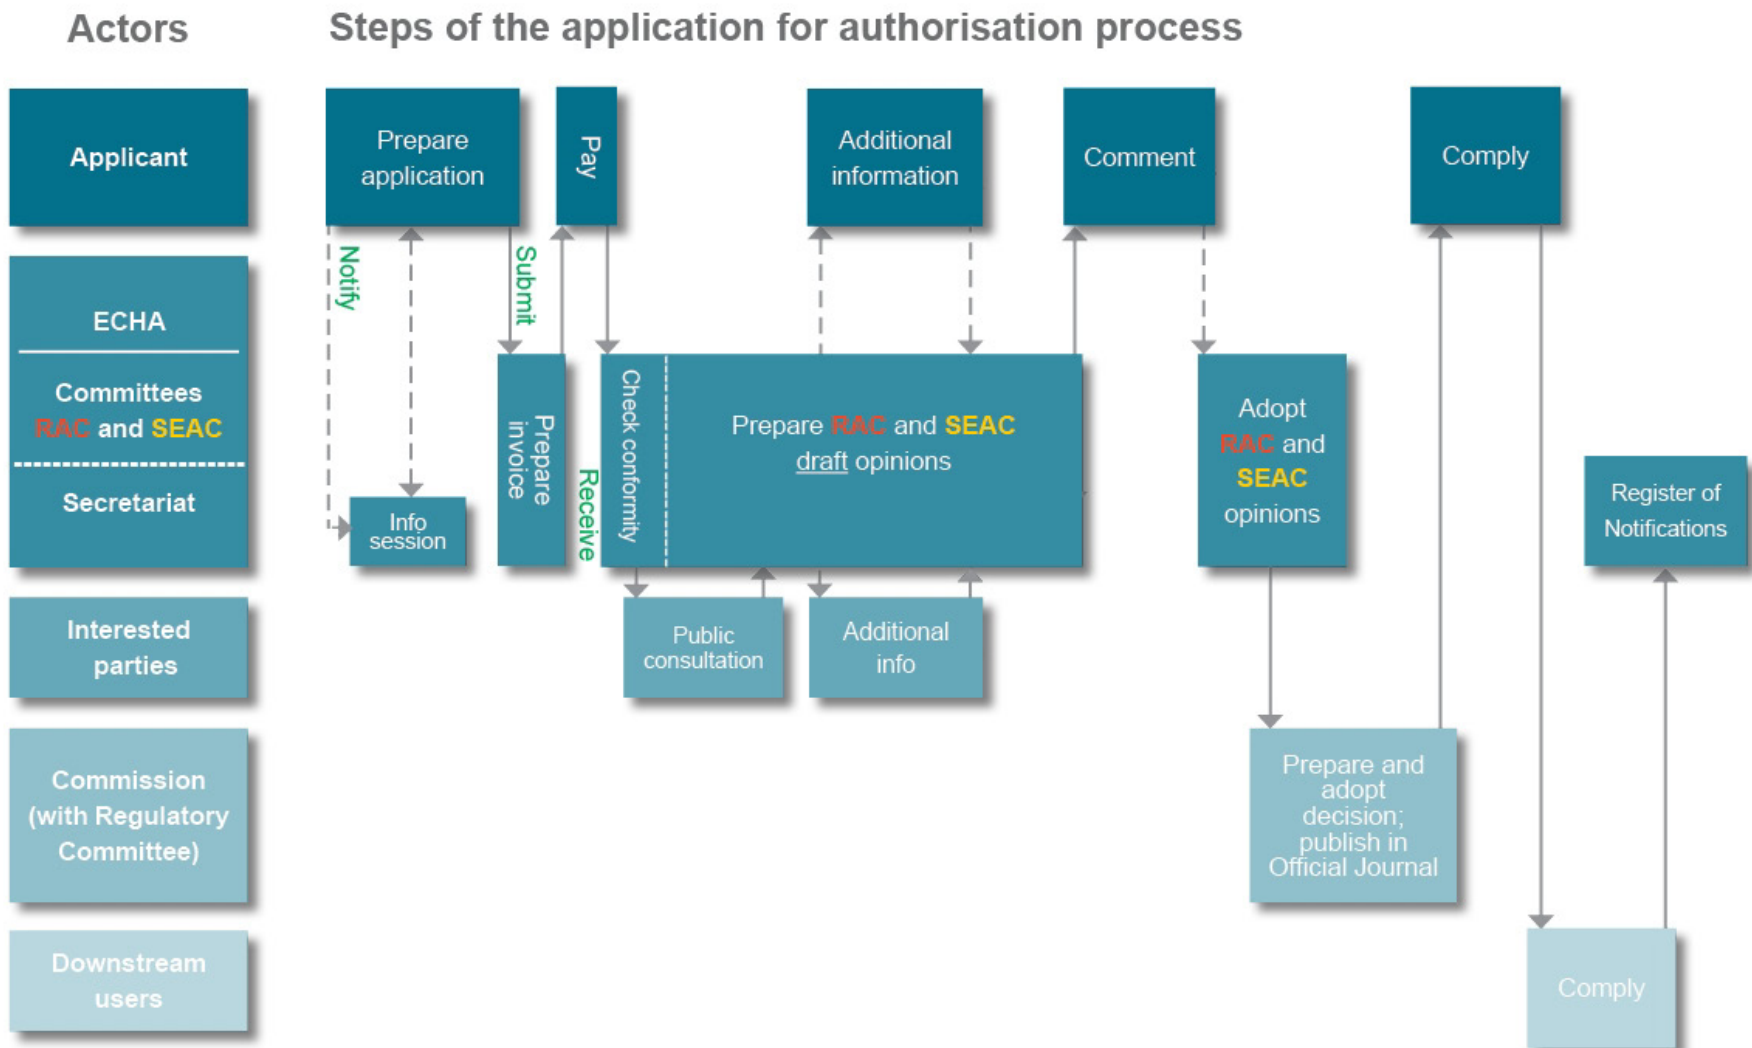 Actors
Steps of the application for authorisation process
Applicant
Prepare
application
Pay
Additional
information
Comment
Comply
Notify
Submit
ECHA
Committees
RAC and SEAC
Secretariat
Info
session
Prepare
invoice
Receive
Check conformity
Prepare RAC and SEAC
draft opinions
Adopt
RAC and
SEAC
opinions
Register of
Notifications
Interested
parties
Public
consultation
Additional
info
Commission
(with Regulatory
Committee)
Prepare and
adopt
decision;
publish in
Official Journal
Downstream
users
Comply